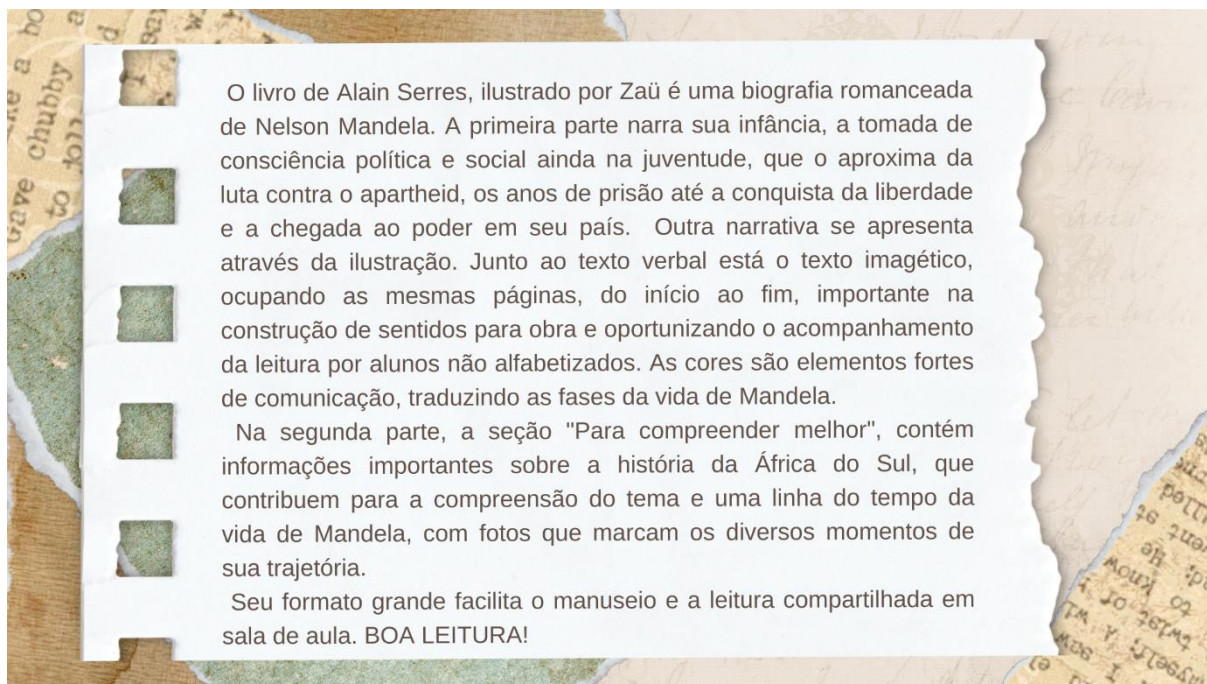 O livro de Alain Serres, ilustrado por Zaü é uma biografia romanceada
de Nelson Mandela. A primeira parte narra sua infância, a tomada de
consciência política e social ainda na juventude, que o aproxima da
luta contra o apartheid, os anos de prisão até a conquista da liberdade
e a chegada ao poder em seu país. Outra narrativa se apresenta
através da ilustração. Junto ao texto verbal está o texto imagético,
ocupando as mesmas páginas, do início ao fim, importante na
construção de sentidos para obra e oportunizando o acompanhamento
da leitura por alunos não alfabetizados. As cores são elementos fortes
de comunicação, traduzindo as fases da vida de Mandela.
Na segunda parte, a seção "Para compreender melhor", contém
informações importantes sobre a história da África do Sul, que
contribuem para a compreensão do tema e uma linha do tempo da
vida de Mandela, com fotos que marcam os diversos momentos de
sua trajetória.
Seu formato grande facilita o manuseio e a leitura compartilhada em
sala de aula. BOA LEITURA!
chubby
Gave
to
to know